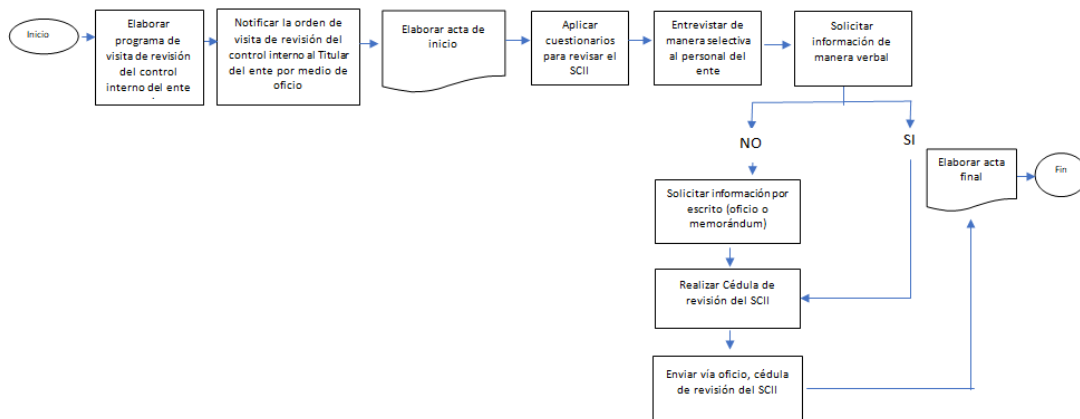 Inicio
Elaborar
programa de
visita de revisión
del control
interno del ente
Notificar la orden de
visita de revisión del
control interno al Titular
del ente por medio de
oficio
Elaborar acta de
inicio
Aplicar
cuestionarios
para revisar el
SCII
Entrevistar de
manera selectiva
al personal del
ente
Solicitar
información de
manera verbal
NO
SI
Solicitar información por
escrito (oficio o
memorándum)
Realizar Cédula de
revisión del SCII
Enviar vía oficio, cédula
de revisión del SCII
Elaborar acta
final
Fin